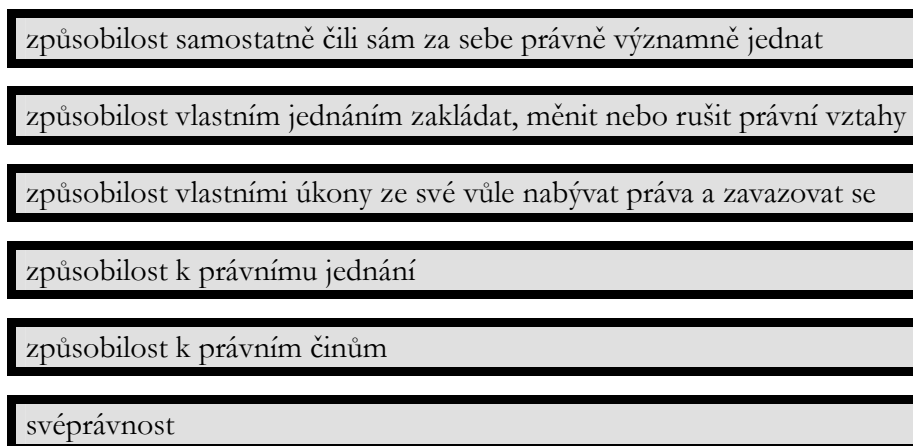 způsobilost samostatně čili sám za sebe právně významně jednat
způsobilost vlastním jednáním zakládat, měnit nebo rušit právní vztahy
způsobilost vlastními úkony ze své vůle nabývat práva a zavazovat se
způsobilost k právnímu jednání
způsobilost k právním činům
svéprávnost